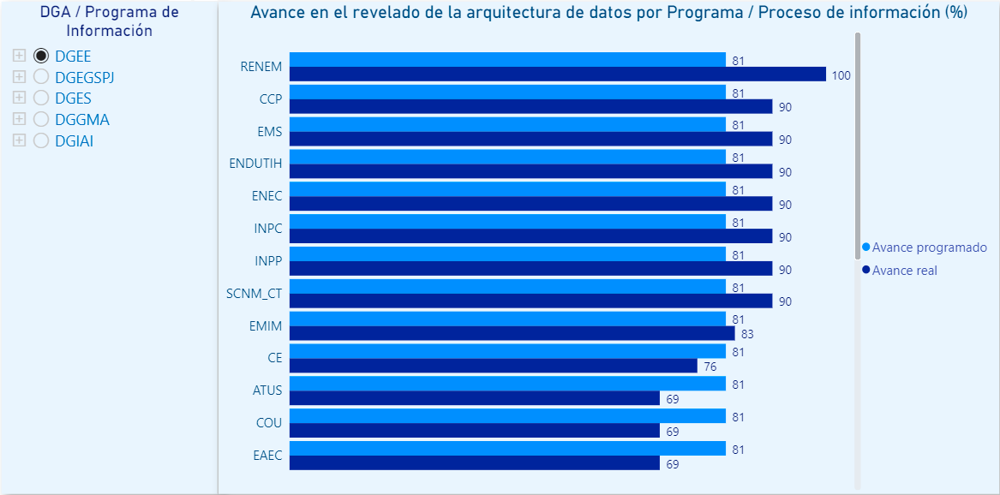 DGA / Programa de
Información
DGEE
DGEGSPJ
DGES
DGGMA
DGIAI
Avance en el revelado de la arquitectura de datos por Programa / Proceso de información (%)
RENEM
81
100
CCP
81
90
EMS
81
90
ENDUTIH
81
90
ENEC
81
90
INPC
81
90
INPP
81
90
SCNM_CT
81
90
EMIM
81
83
CE
81
76
ATUS
81
69
COU
81
69
EAEC
81
69
Avance programado
Avance real